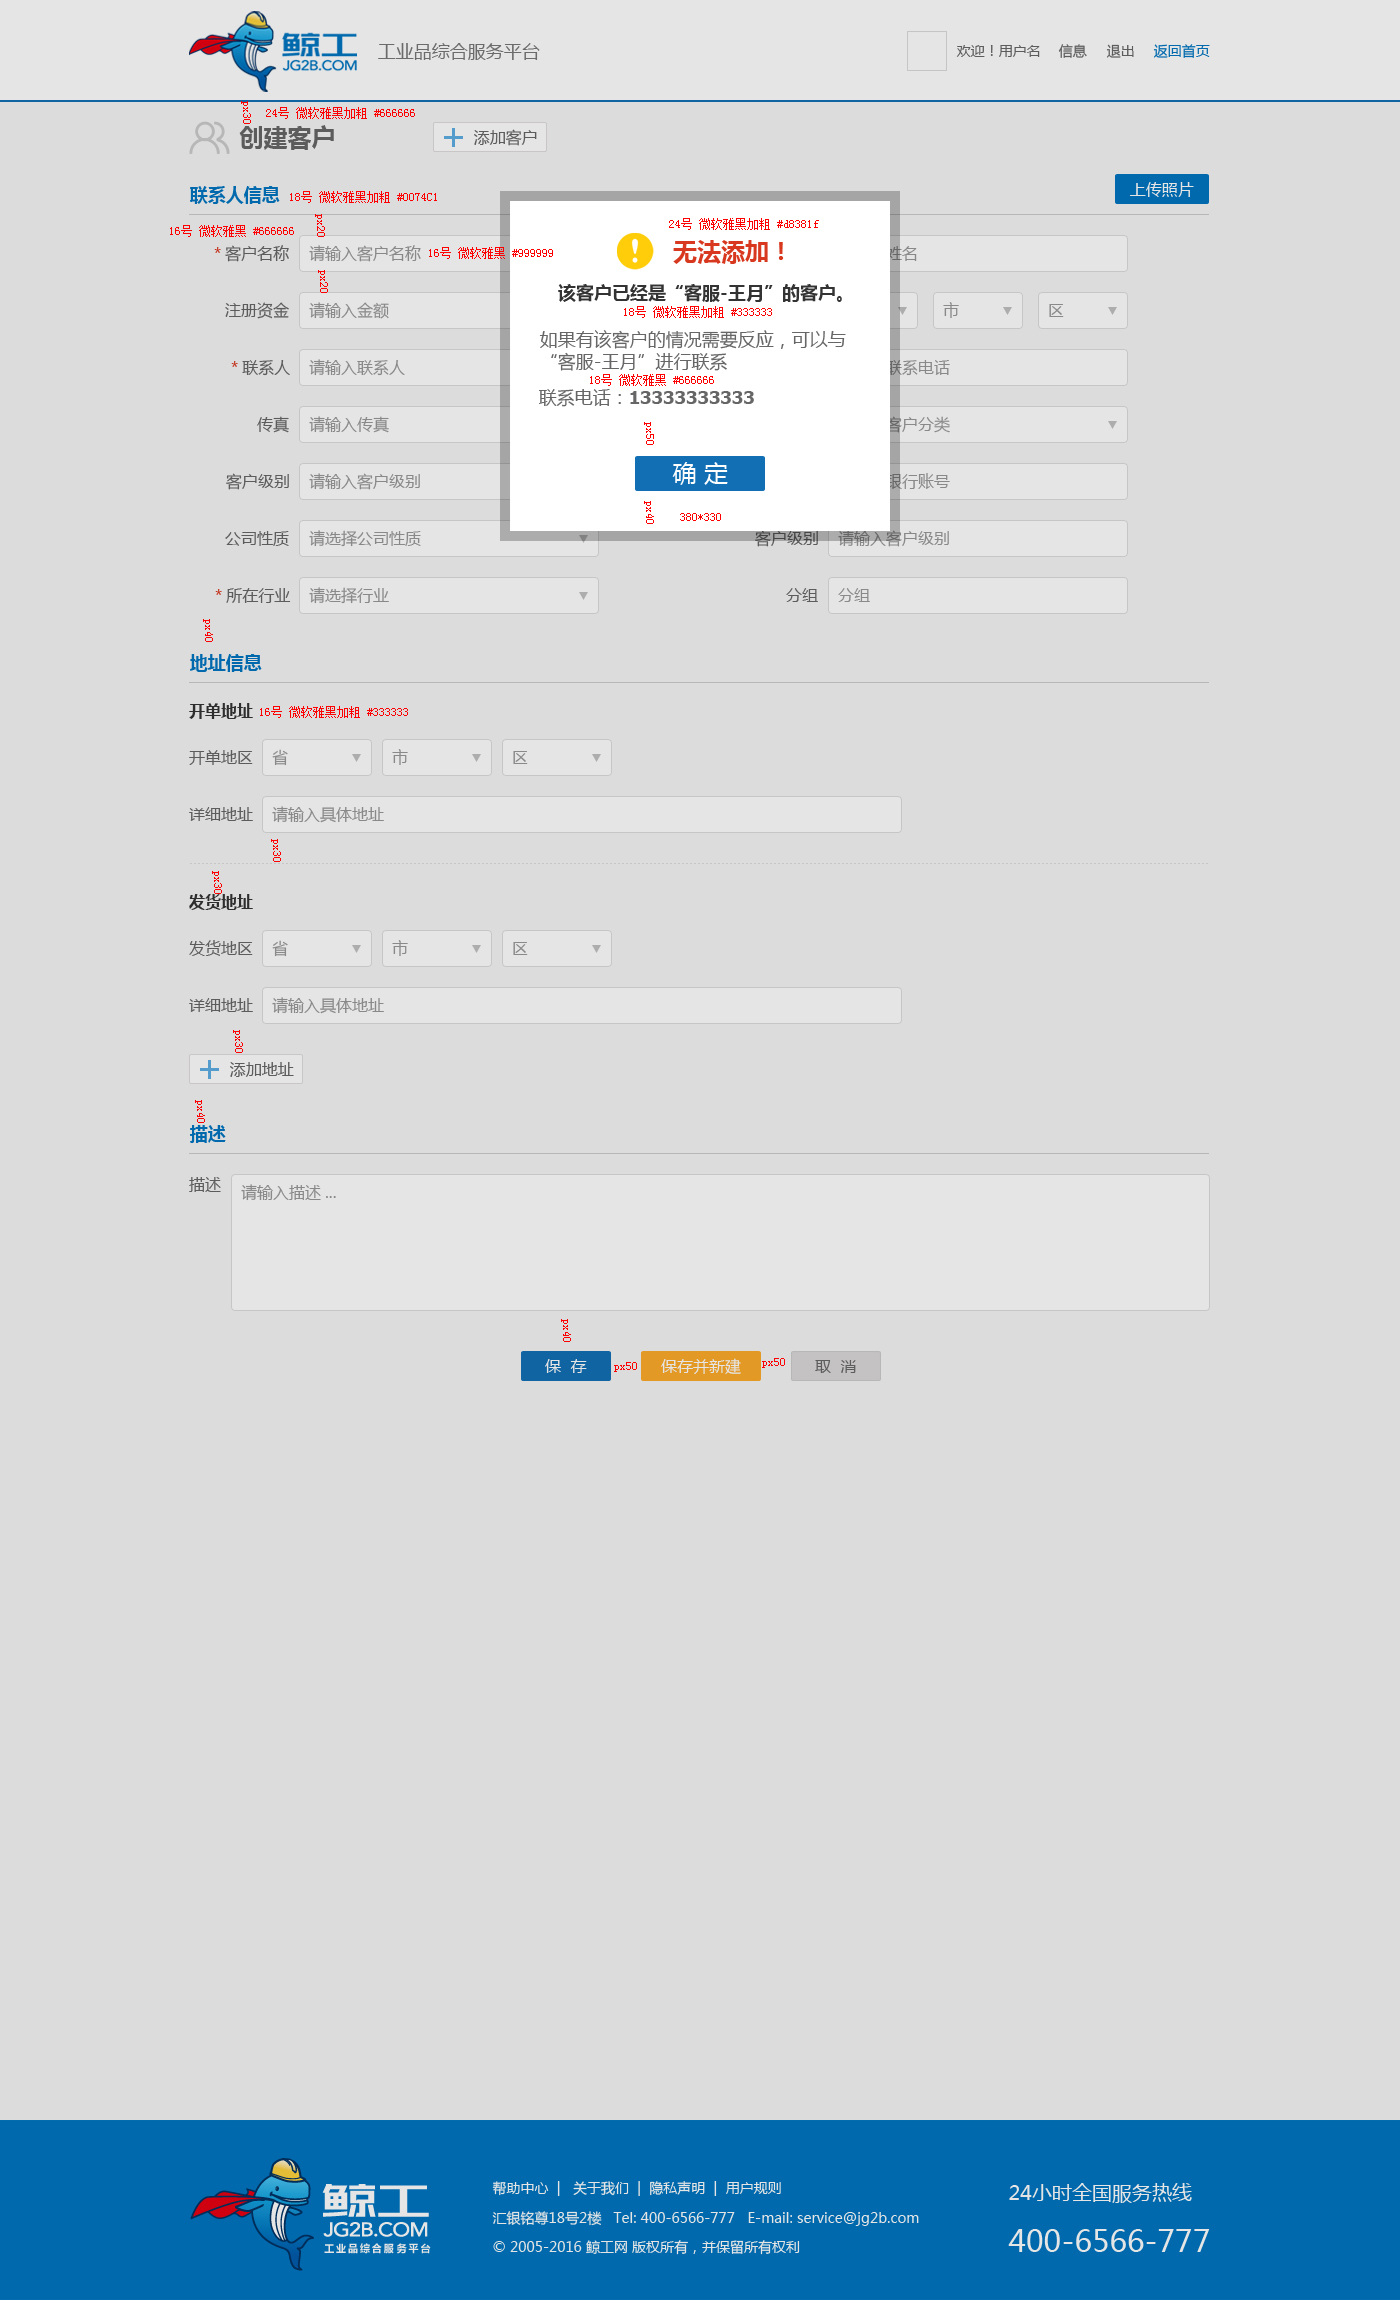 鲸工
JG2B.COM
工业品综合服务平台
欢迎！用户名 信息 退出 返回首页
px30
24号 微软雅黑加粗 #666666
创建客户
添加客户
联系人信息 18号 微软雅黑加粗 #0074C1
上传照片
16号 微软雅黑 #666666
px20
* 客户名称 请输入客户名称 16号 微软雅黑 #999999
姓名
px20
注册资金 请输入金额
市 区
* 联系人 请输入联系人
联系电话
传真 请输入传真
客户分类
客户级别 请输入客户级别
银行账号
公司性质 请选择公司性质
客户级别 请输入客户级别
* 所在行业 请选择行业
分组 分组
24号 微软雅黑加粗 #d8381f
无法添加！
该客户已经是“客服-王月”的客户。
18号 微软雅黑加粗 #333333
如果有该客户的情况需要反应，可以与
“客服-王月”进行联系
18号 微软雅黑 #666666
联系电话：13333333333
px50
确 定
px40
380*330
px40
地址信息
开单地址 16号 微软雅黑加粗 #333333
开单地区 省 市 区
详细地址 请输入具体地址
px30
px30
发货地址
发货地区 省 市 区
详细地址 请输入具体地址
px30
添加地址
px40
描述
描述 请输入描述 ...
px40
保 存 px50 保存并新建 px50 取 消
鲸工
JG2B.COM
工业品综合服务平台
帮助中心 | 关于我们 | 隐私声明 | 用户规则
汇银铭尊18号2楼 Tel: 400-6566-777 E-mail: service@jg2b.com
© 2005-2016 鲸工网 版权所有，并保留所有权利
24小时全国服务热线
400-6566-777